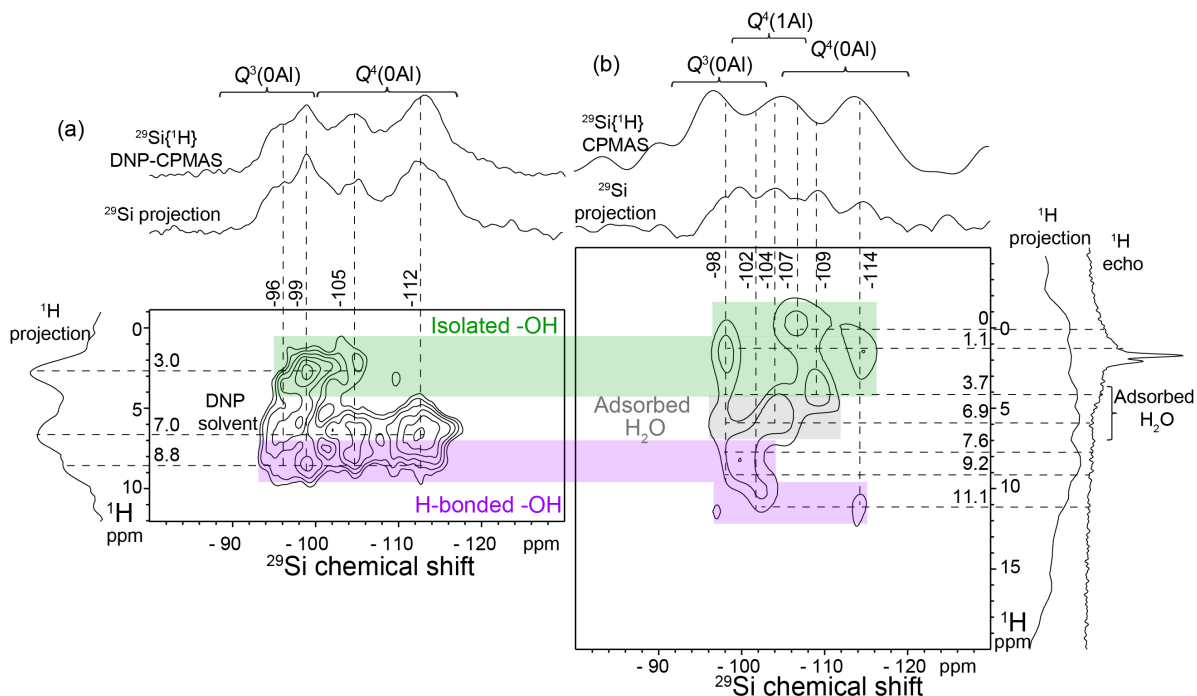 Q⁴(1Al)
Q³(0Al)
Q⁴(0Al)
(b)
Q³(0Al)
Q⁴(0Al)
(a)
²⁹Si{¹H}
DNP-CPMAS
²⁹Si{¹H}
CPMAS
²⁹Si projection
²⁹Si
projection
¹H
projection
¹H
echo
-96
-99
-105
-112
-98
-102
-104
-107
-109
-114
¹H
projection
0
3.0
5
7.0
8.8
10
¹H
ppm
DNP
solvent
Isolated -OH
Adsorbed
H₂O
H-bonded -OH
0
0
1.1
3.7
5
6.9
7.6
9.2
10
11.1
15
¹H
ppm
Adsorbed
H₂O
- 90
- 100
- 110
- 120
ppm
²⁹Si chemical shift
- 90
- 100
- 110
- 120
ppm
²⁹Si chemical shift